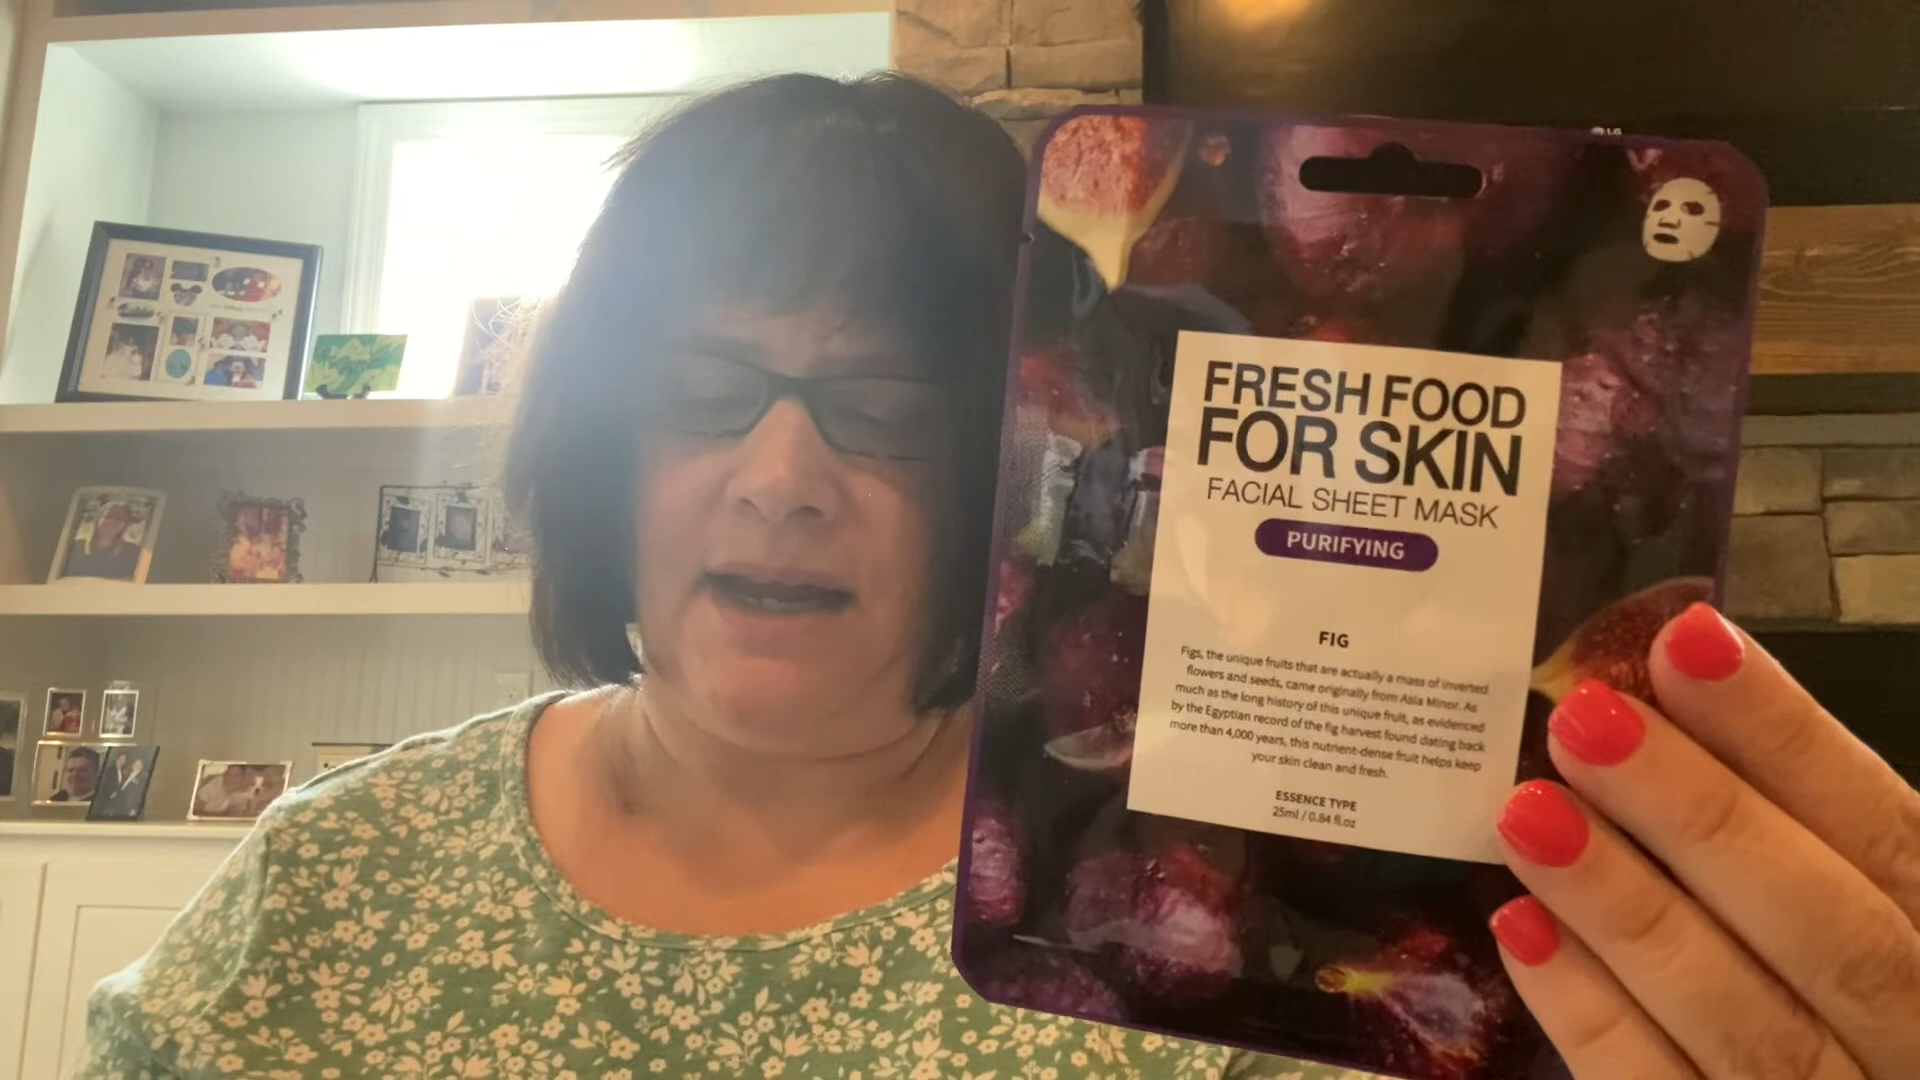 LG
FRESH FOOD
FOR SKIN
FACIAL SHEET MASK
PURIFYING
FIG
Figs, the unique fruits that are actually a mass of inverted
flowers and seeds, came originally from Asia Minor. As
much as the long history of this unique fruit, as evidenced
by the Egyptian record of the fig harvest found dating back
more than 4,000 years, this nutrient-dense fruit helps keep
your skin clean and fresh.
ESSENCE TYPE
25ml / 0.84 fl.oz